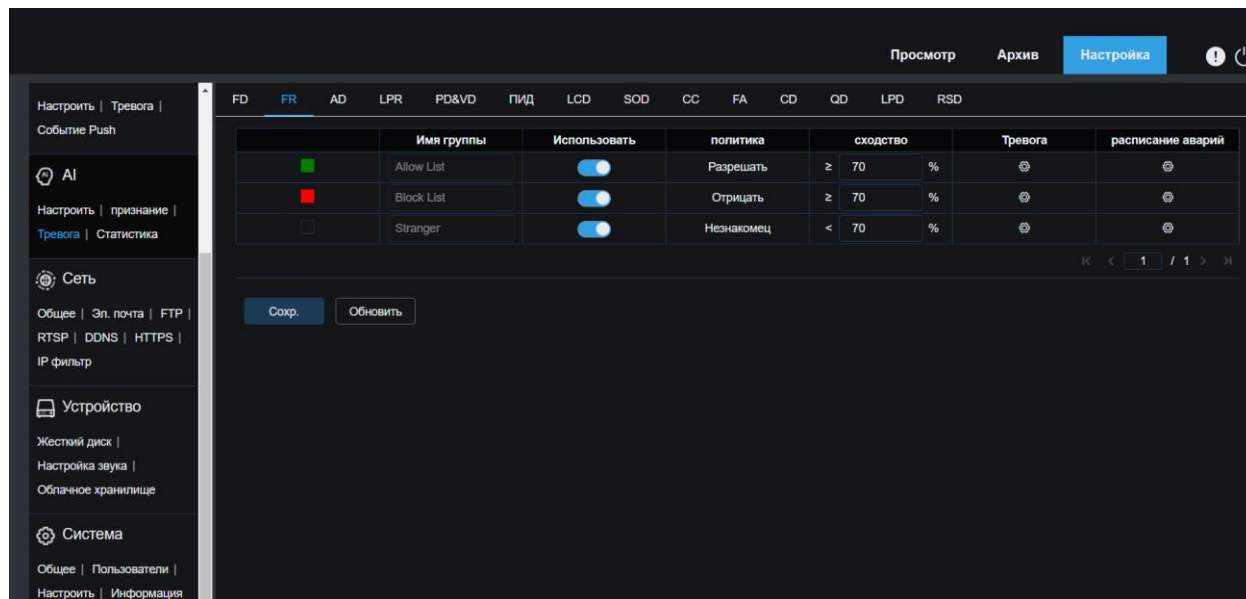 Просмотр Архив Настройка
Настроить | Тревога |
Событие Push
AI
Настроить | признание |
Тревога | Статистика
Сеть
Общее | Эл. почта | FTP |
RTSP | DDNS | HTTPS |
IP фильтр
Устройство
Жесткий диск |
Настройка звука |
Облачное хранилище
Система
Общее | Пользователи |
Настроить | Информация
FD FR AD LPR PD&VD ПИД LCD SOD CC FA CD QD LPD RSD
Имя группы Использовать политика сходство Тревога расписание аварий
Allow List Разрешать ≥ 70 %
Block List Отрицать ≥ 70 %
Stranger Незнакомец < 70 %
1 / 1
Сохр. Обновить